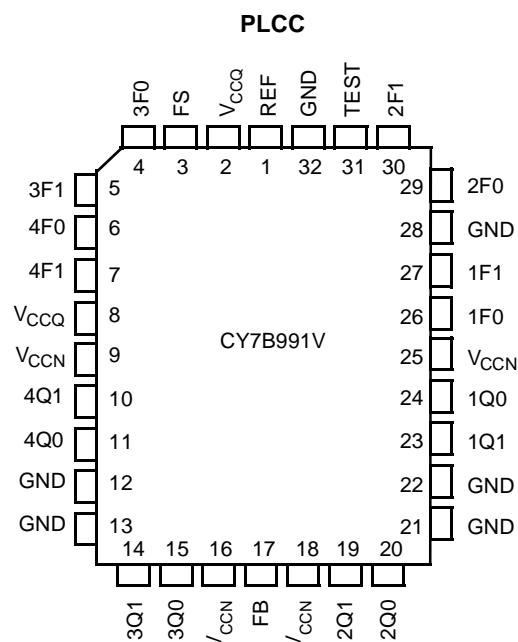 PLCC
3F0 FS VCCQ REF GND TEST 2F1
4 3 2 1 32 31 30
3F1 5 29 2F0
4F0 6 28 GND
4F1 7 27 1F1
VCCQ 8 26 1F0
CY7B991V
VCCN 9 25 VCCN
4Q1 10 24 1Q0
4Q0 11 23 1Q1
GND 12 22 GND
GND 13 21 GND
14 15 16 17 18 19 20
3Q1 3Q0 /CCN FB /CCN 2Q1 2Q0